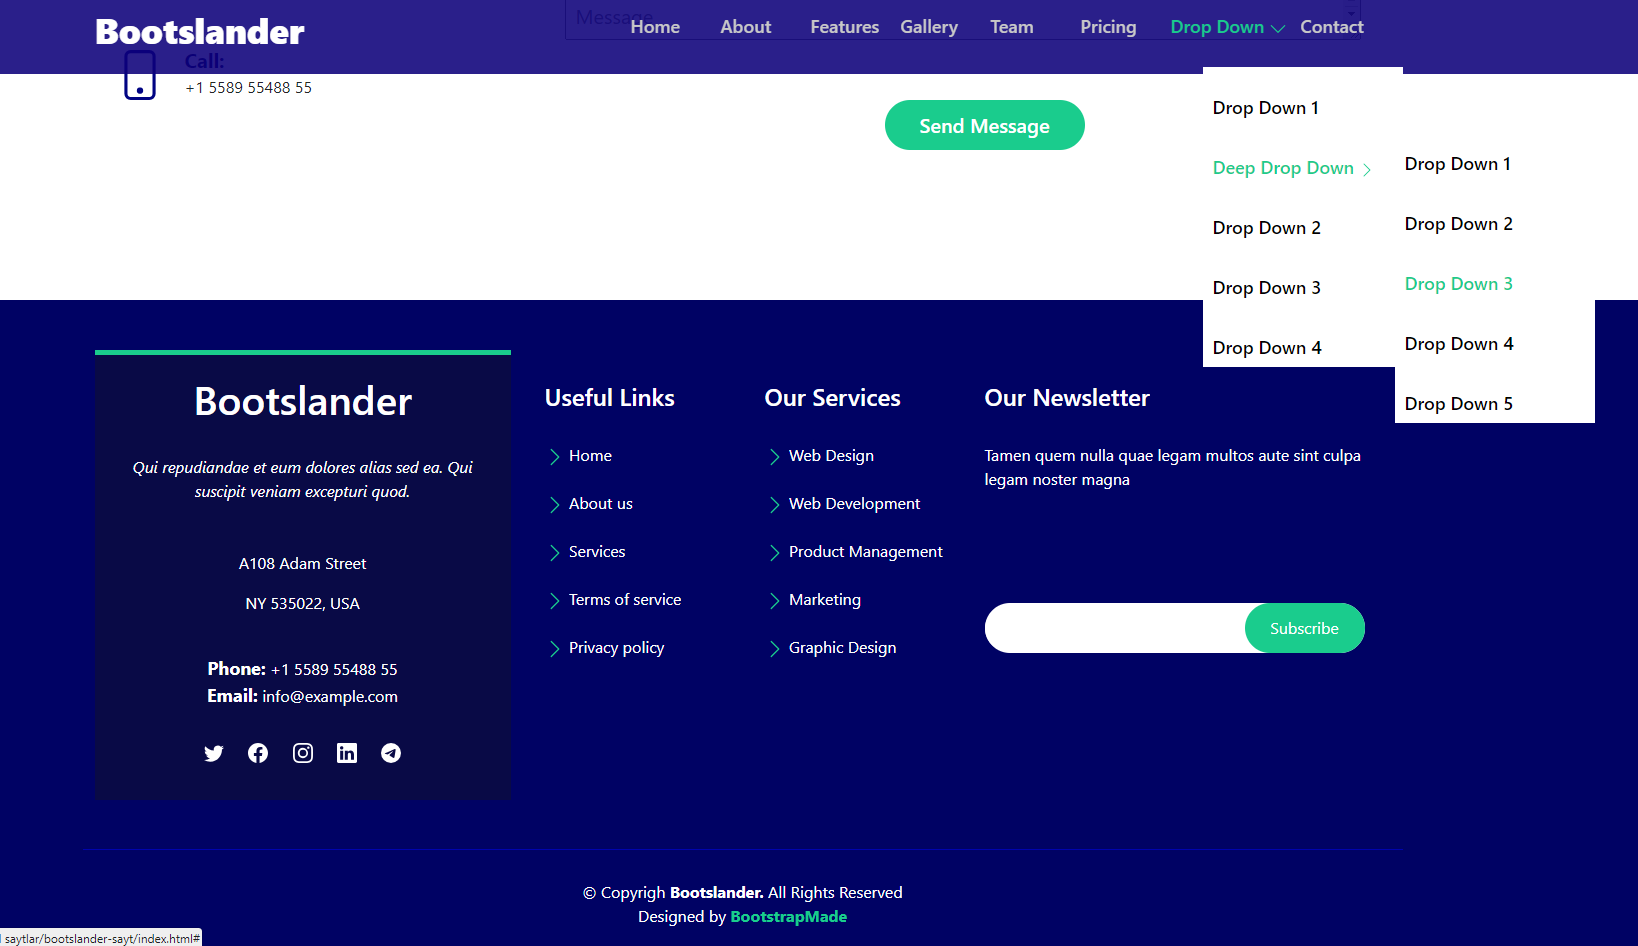 Bootslander
Message
Home
About
Features
Gallery
Team
Pricing
Drop Down
Contact
Call:
+1 5589 55488 55
Send Message
Drop Down 1
Deep Drop Down
Drop Down 2
Drop Down 3
Drop Down 4
Drop Down 1
Drop Down 2
Drop Down 3
Drop Down 4
Drop Down 5
Bootslander
Qui repudiandae et eum dolores alias sed ea. Qui
suscipit veniam excepturi quod.
A108 Adam Street
NY 535022, USA
Phone: +1 5589 55488 55
Email: info@example.com
Useful Links
Home
About us
Services
Terms of service
Privacy policy
Our Services
Web Design
Web Development
Product Management
Marketing
Graphic Design
Our Newsletter
Tamen quem nulla quae legam multos aute sint culpa
legam noster magna
Subscribe
© Copyrigh Bootslander. All Rights Reserved
Designed by BootstrapMade
saytlar/bootslander-sayt/index.html#